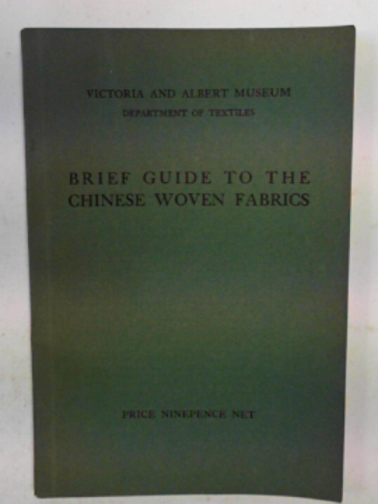 VICTORIA AND ALBERT MUSEUM
DEPARTMENT OF TEXTILES
BRIEF GUIDE TO THE
CHINESE WOVEN FABRICS
PRICE NINEPENCE NET